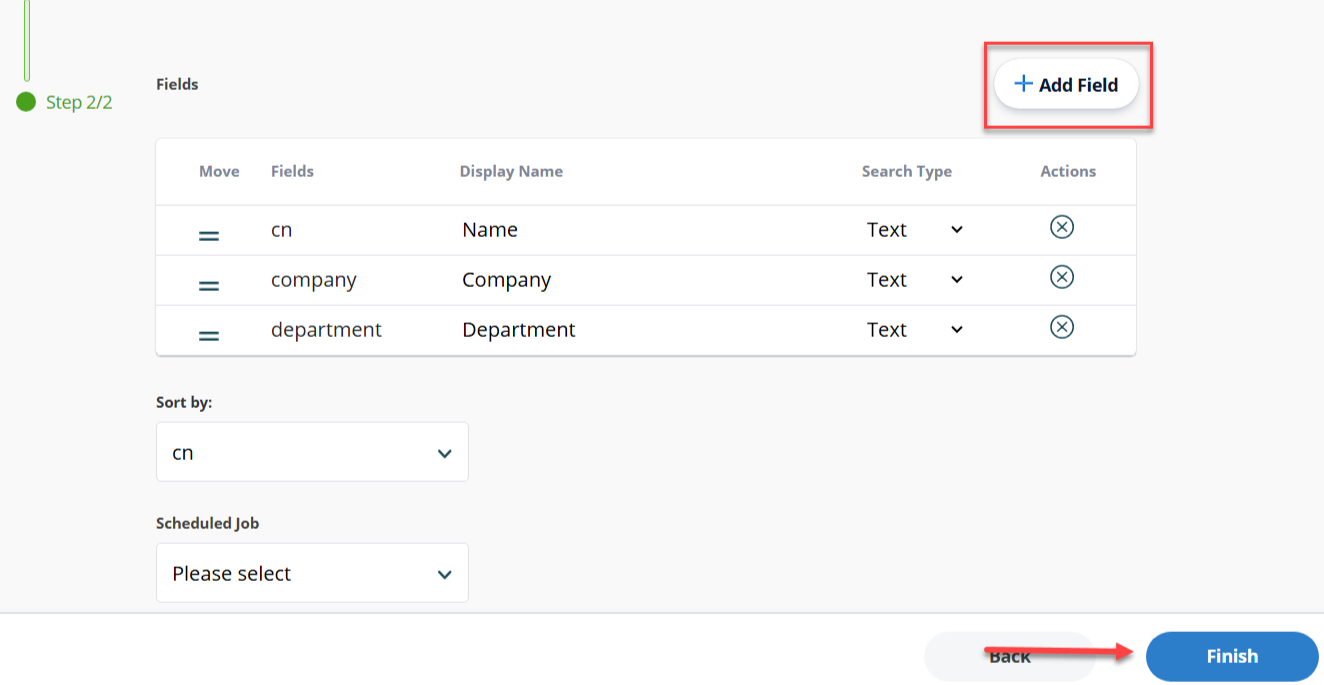 Fields
+ Add Field
Step 2/2
Move Fields Display Name Search Type Actions
cn Name Text
company Company Text
department Department Text
Sort by:
cn
Scheduled Job
Please select
Back Finish